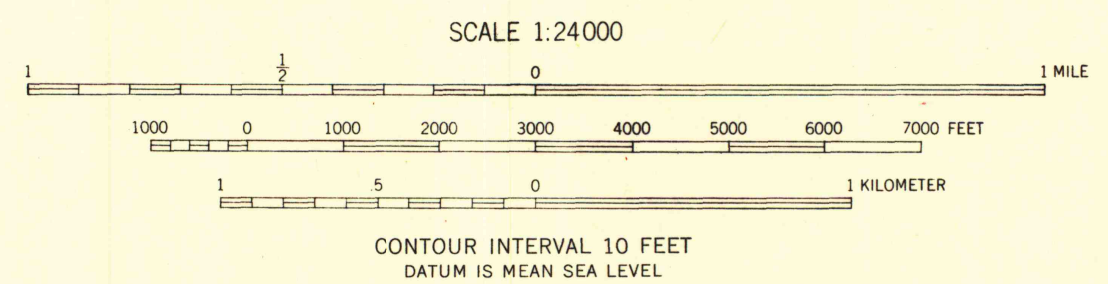 SCALE 1:24000
1 1/2 0 1 MILE
1000 0 1000 2000 3000 4000 5000 6000 7000 FEET
1 .5 0 1 KILOMETER
CONTOUR INTERVAL 10 FEET
DATUM IS MEAN SEA LEVEL